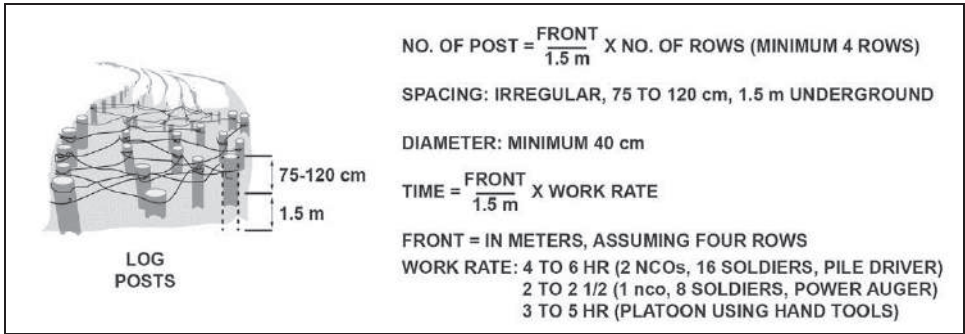 NO. OF POST = FRONT / 1.5 m X NO. OF ROWS (MINIMUM 4 ROWS)
SPACING: IRREGULAR, 75 TO 120 cm, 1.5 m UNDERGROUND
DIAMETER: MINIMUM 40 cm
TIME = FRONT / 1.5 m X WORK RATE
FRONT = IN METERS, ASSUMING FOUR ROWS
WORK RATE: 4 TO 6 HR (2 NCOs, 16 SOLDIERS, PILE DRIVER)
2 TO 2 1/2 (1 nco, 8 SOLDIERS, POWER AUGER)
3 TO 5 HR (PLATOON USING HAND TOOLS)
75-120 cm
1.5 m
LOG
POSTS